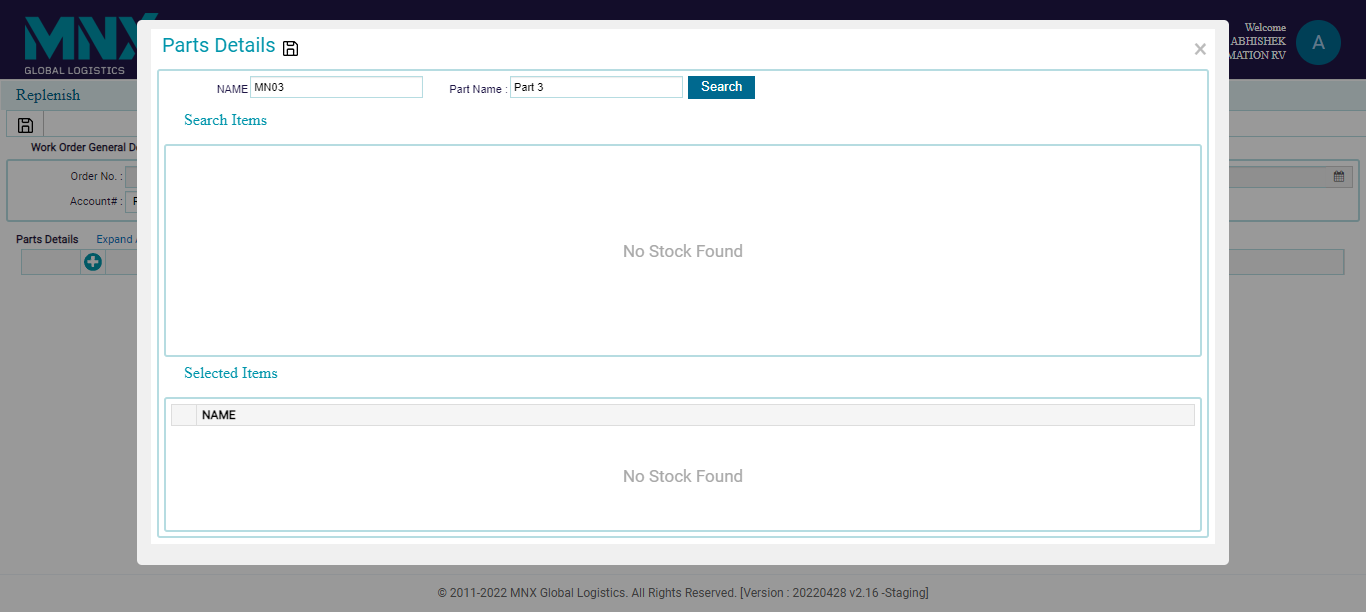 MNX
GLOBAL LOGISTICS
Welcome
ABHISHEK
MATION RV
A
Replenish
Work Order General D
Order No. :
Account# :
Parts Details Expand
Parts Details
×
NAME MN03 Part Name : Part 3 Search
Search Items
No Stock Found
Selected Items
NAME
No Stock Found
© 2011-2022 MNX Global Logistics. All Rights Reserved. [Version : 20220428 v2.16 -Staging]